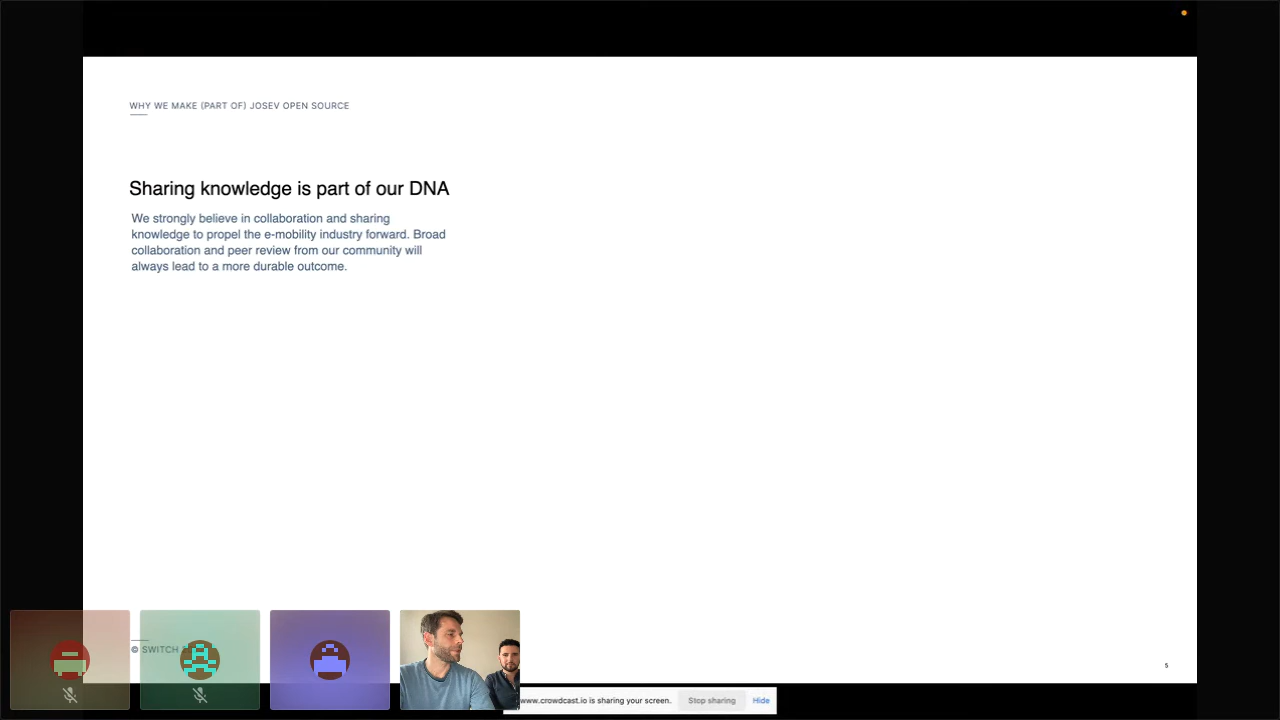 WHY WE MAKE (PART OF) JOSEV OPEN SOURCE
Sharing knowledge is part of our DNA
We strongly believe in collaboration and sharing
knowledge to propel the e-mobility industry forward. Broad
collaboration and peer review from our community will
always lead to a more durable outcome.
© SWITCH
5
www.crowdcast.io is sharing your screen.
Stop sharing
Hide